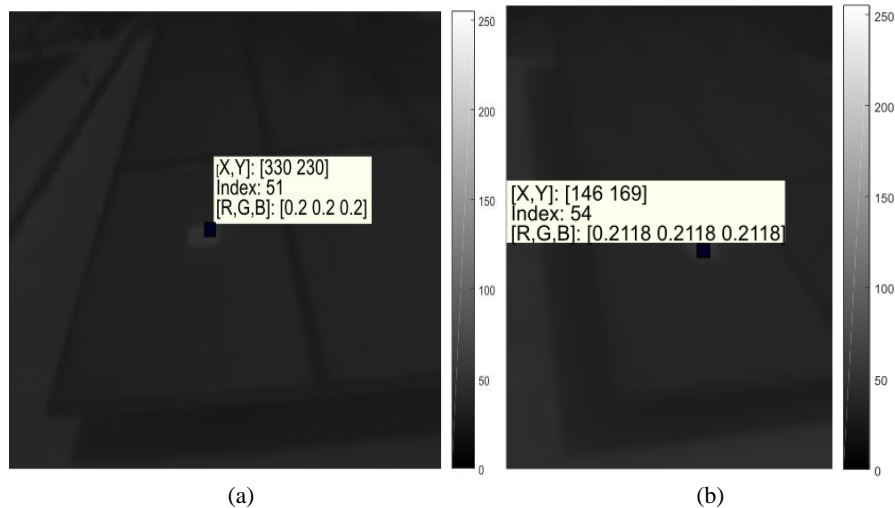 [X,Y]: [330 230]
Index: 51
[R,G,B]: [0.2 0.2 0.2]
250
200
150
100
50
0
(a)
[X,Y]: [146 169]
Index: 54
[R,G,B]: [0.2118 0.2118 0.2118]
250
200
150
100
50
0
(b)